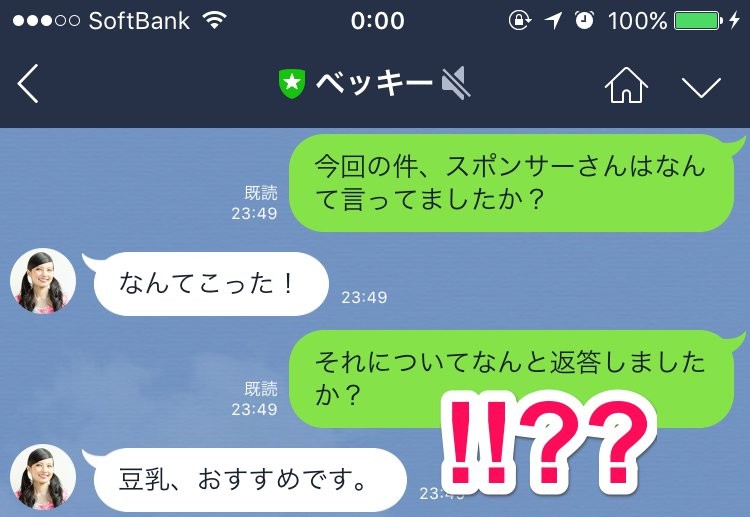 SoftBank 0:00 100%
ベッキー
今回の件、スポンサーさんはなん
て言ってましたか？
既読
23:49
なんてこった！
23:49
それについてなんと返答しました
か？
既読
23:49
!!??
豆乳、おすすめです。